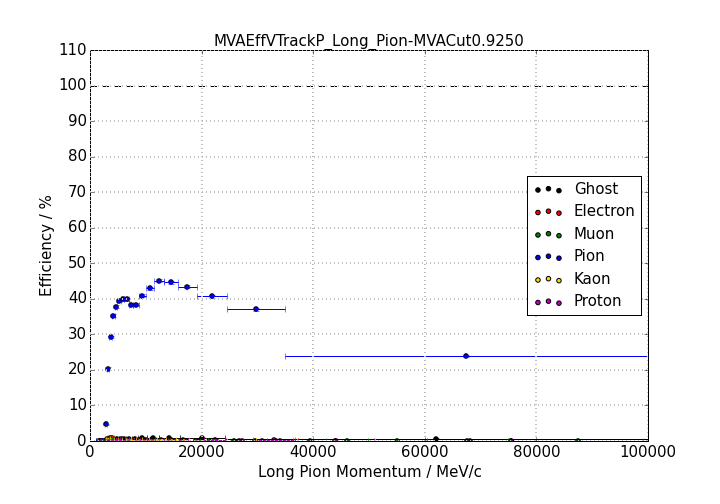 MVAEffVTrackP_Long_Pion-MVACut0.9250
110
100
90
80
70
60
50
40
30
20
10
0
Efficiency / %
Ghost
Electron
Muon
Pion
Kaon
Proton
0 20000 40000 60000 80000 100000
Long Pion Momentum / MeV/c